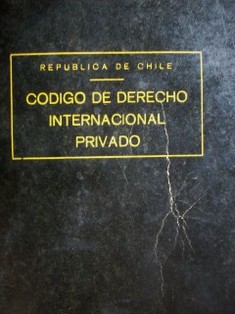 REPUBLICA DE CHILE
CODIGO DE DERECHO
INTERNACIONAL
PRIVADO